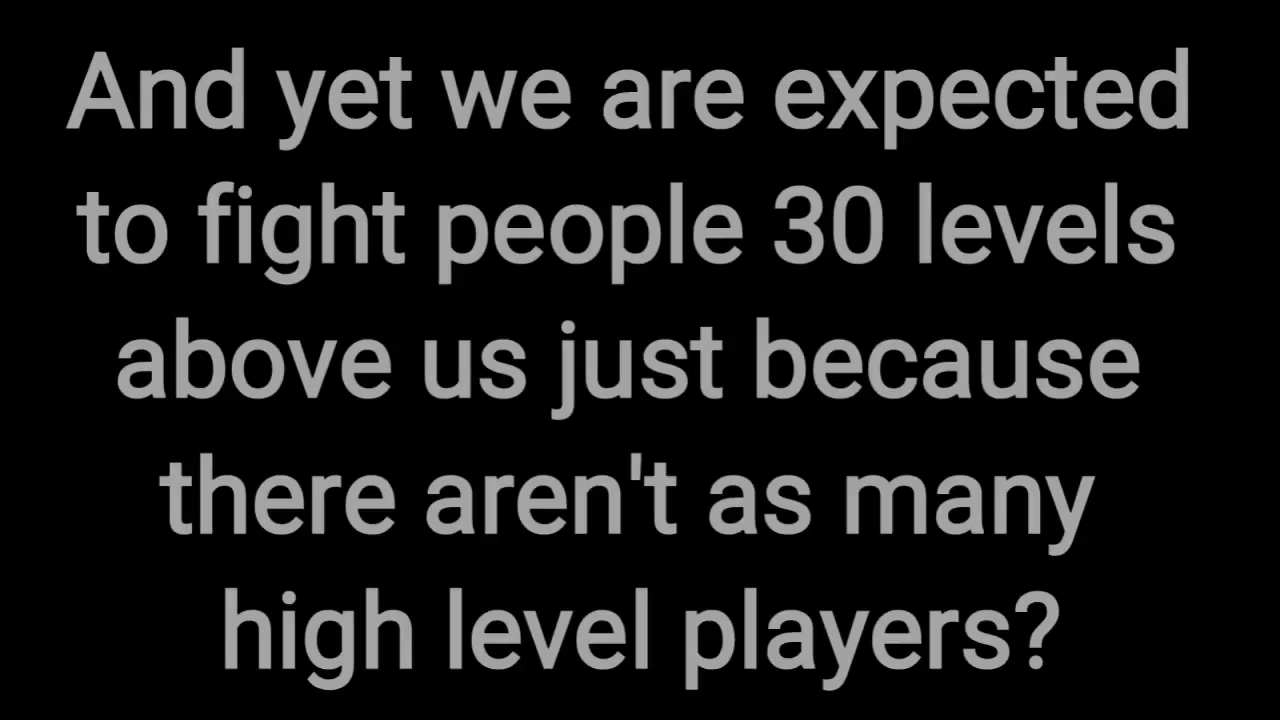 And yet we are expected
to fight people 30 levels
above us just because
there aren't as many
high level players?